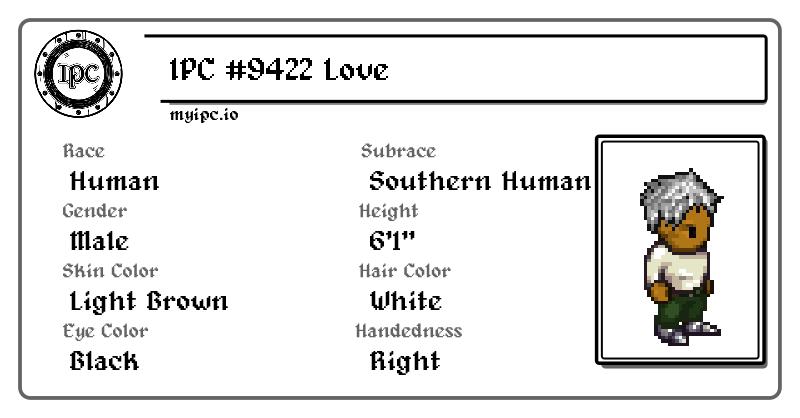 IPC
IPC #9422 Love
myipc.io
Race
Human
Subrace
Southern Human
Gender
Male
Height
6'1"
Skin Color
Light Brown
Hair Color
White
Eye Color
Black
Handedness
Right